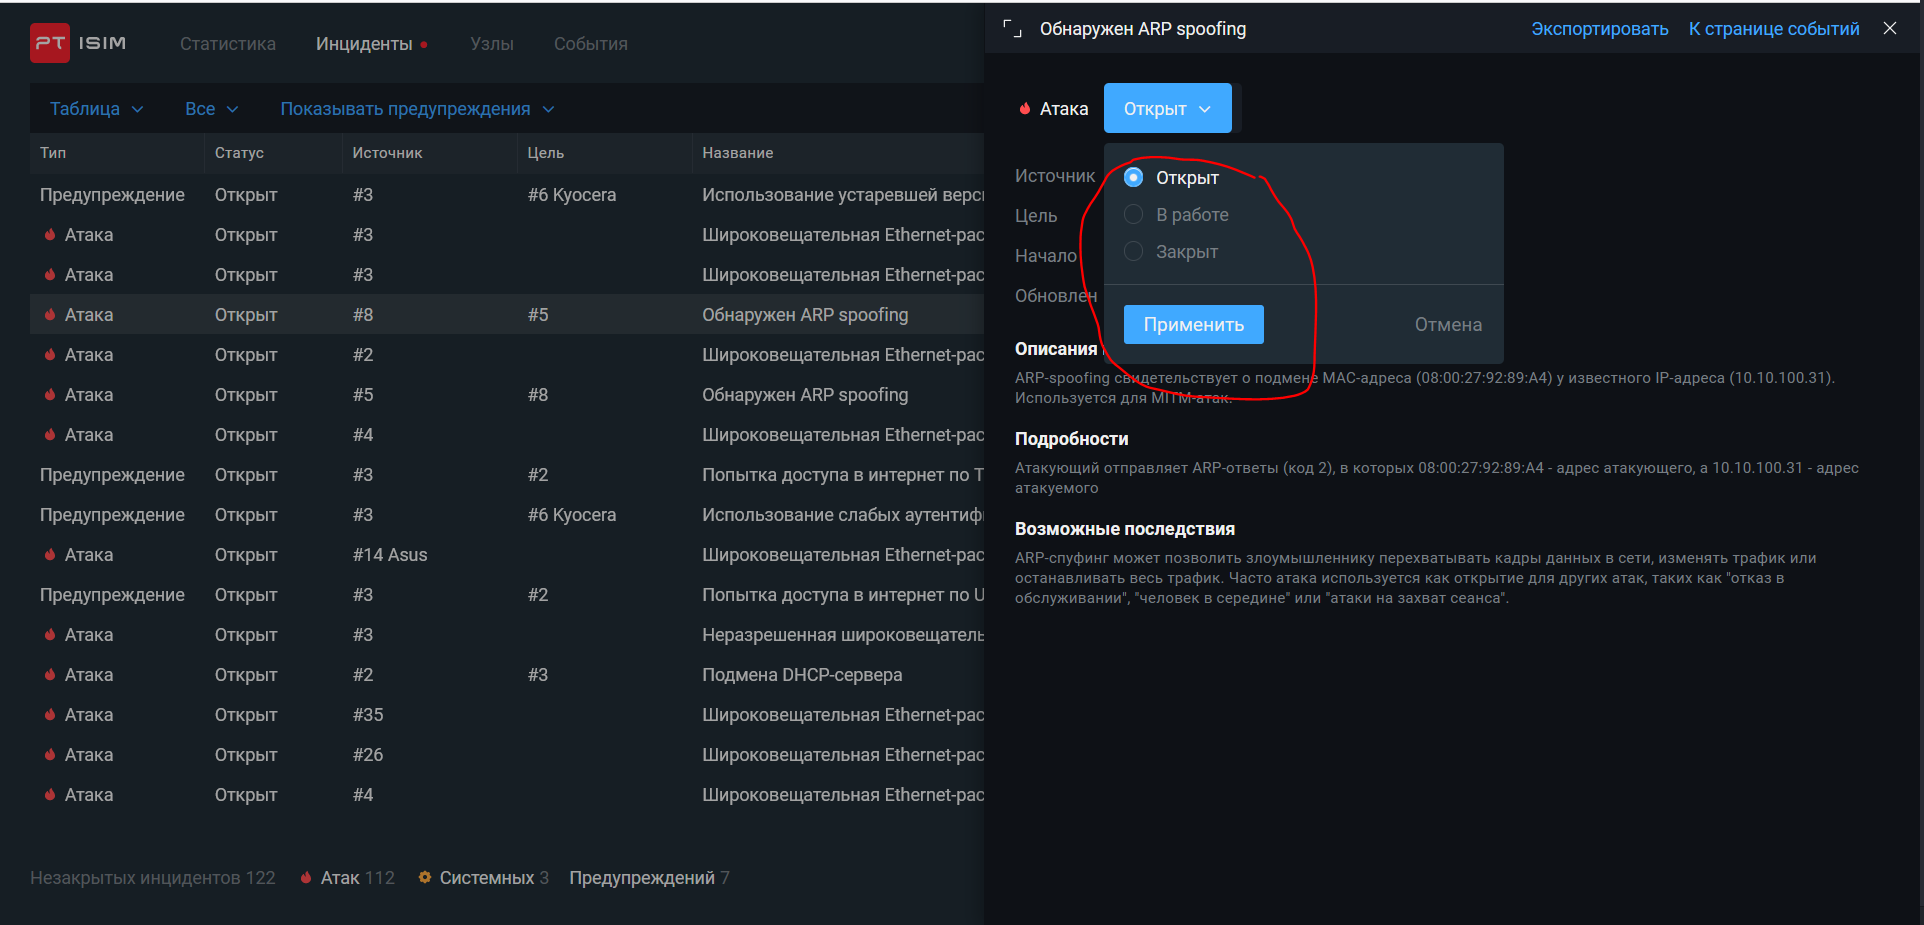 PT ISIM Статистика Инциденты Узлы События
Таблица Все Показывать предупреждения
Тип Статус Источник Цель Название
Предупреждение Открыт #3 #6 Kyocera Использование устаревшей верс
Атака Открыт #3 Широковещательная Ethernet-рас
Атака Открыт #3 Широковещательная Ethernet-рас
Атака Открыт #8 #5 Обнаружен ARP spoofing
Атака Открыт #2 Широковещательная Ethernet-рас
Атака Открыт #5 #8 Обнаружен ARP spoofing
Атака Открыт #4 Широковещательная Ethernet-рас
Предупреждение Открыт #3 #2 Попытка доступа в интернет по T
Предупреждение Открыт #3 #6 Kyocera Использование слабых аутентиф
Атака Открыт #14 Asus Широковещательная Ethernet-рас
Предупреждение Открыт #3 #2 Попытка доступа в интернет по U
Атака Открыт #3 Неразрешенная широковещатель
Атака Открыт #2 #3 Подмена DHCP-сервера
Атака Открыт #35 Широковещательная Ethernet-рас
Атака Открыт #26 Широковещательная Ethernet-рас
Атака Открыт #4 Широковещательная Ethernet-рас
Незакрытых инцидентов 122 Атак 112 Системных 3 Предупреждений 7
Обнаружен ARP spoofing Экспортировать К странице событий
Атака Открыт
Источник
Цель
Начало
Обновлен
Открыт
В работе
Закрыт
Применить Отмена
Описания
ARP-spoofing свидетельствует о подмене MAC-адреса (08:00:27:92:89:A4) у известного IP-адреса (10.10.100.31).
Используется для MITM-атак.
Подробности
Атакующий отправляет ARP-ответы (код 2), в которых 08:00:27:92:89:A4 - адрес атакующего, а 10.10.100.31 - адрес
атакуемого
Возможные последствия
ARP-спуфинг может позволить злоумышленнику перехватывать кадры данных в сети, изменять трафик или
останавливать весь трафик. Часто атака используется как открытие для других атак, таких как "отказ в
обслуживании", "человек в середине" или "атаки на захват сеанса".